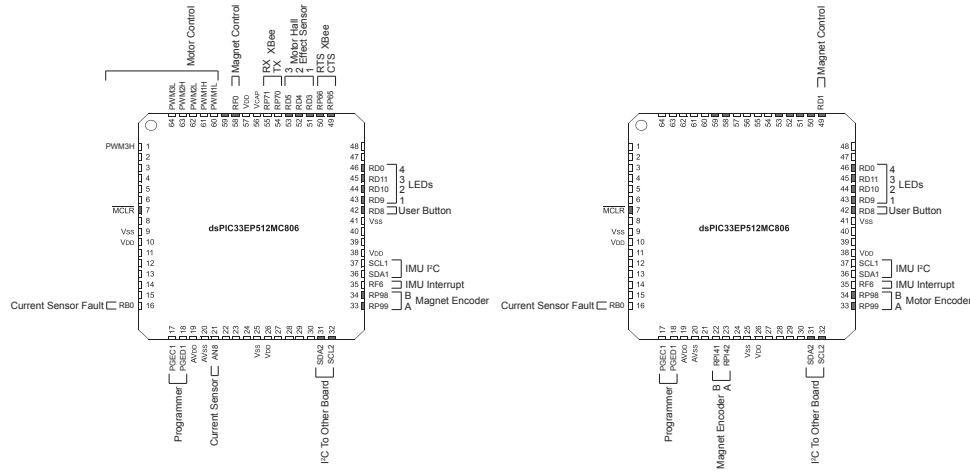 Motor Control
Magnet Control
RX XBee
TX
3 Motor Hall
2 Effect Sensor
1
RTS XBee
CTS
PWM3L
PWM2H
PWM2L
PWM1H
PWM1L
RF0
VDD
VCAP
RP71
RP70
RD5
RD4
RD3
RP66
RP65
64 63 62 61 60 59 58 57 56 55 54 53 52 51 50 49
PWM3H 1
2
3
4
5
6
MCLR 7
8
VSS 9
VDD 10
11
12
13
14
15
Current Sensor Fault RB0 16
dsPIC33EP512MC806
48
47
46 RD0 4
45 RD11 3
44 RD10 2
43 RD9 1
LEDs
42 RD8 User Button
41 VSS
40
39
38 VDD
37 SCL1
36 SDA1
IMU I²C
35 RF6 IMU Interrupt
34 RP98 B
33 RP99 A
Magnet Encoder
17 18 19 20 21 22 23 24 25 26 27 28 29 30 31 32
PGEC1
PGED1
AVDD
AVSS
AN8
VSS
VDD
SDA2
SCL2
Programmer
Current Sensor
I²C To Other Board
Magnet Control
RD1
64 63 62 61 60 59 58 57 56 55 54 53 52 51 50 49
1
2
3
4
5
6
MCLR 7
8
VSS 9
VDD 10
11
12
13
14
15
Current Sensor Fault RB0 16
dsPIC33EP512MC806
48
47
46 RD0 4
45 RD11 3
44 RD10 2
43 RD9 1
LEDs
42 RD8 User Button
41 VSS
40
39
38 VDD
37 SCL1
36 SDA1
IMU I²C
35 RF6 IMU Interrupt
34 RP98 B
33 RP99 A
Motor Encoder
17 18 19 20 21 22 23 24 25 26 27 28 29 30 31 32
PGEC1
PGED1
AVDD
AVSS
RPI41
RPI42
VSS
VDD
SDA2
SCL2
Programmer
Magnet Encoder B
A
I²C To Other Board